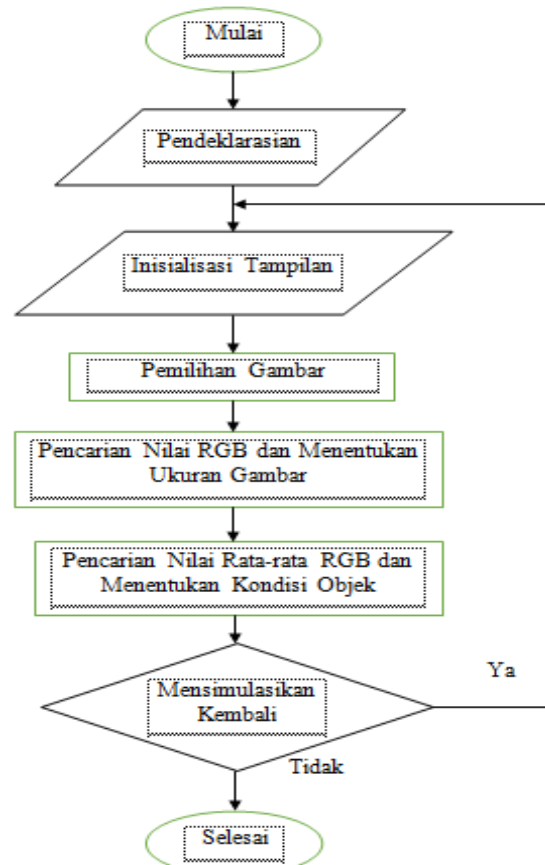 Mulai
Pendeklarasian
Inisialisasi Tampilan
Pemilihan Gambar
Pencarian Nilai RGB dan Menentukan
Ukuran Gambar
Pencarian Nilai Rata-rata RGB dan
Menentukan Kondisi Objek
Mensimulasikan
Kembali
Ya
Tidak
Selesai